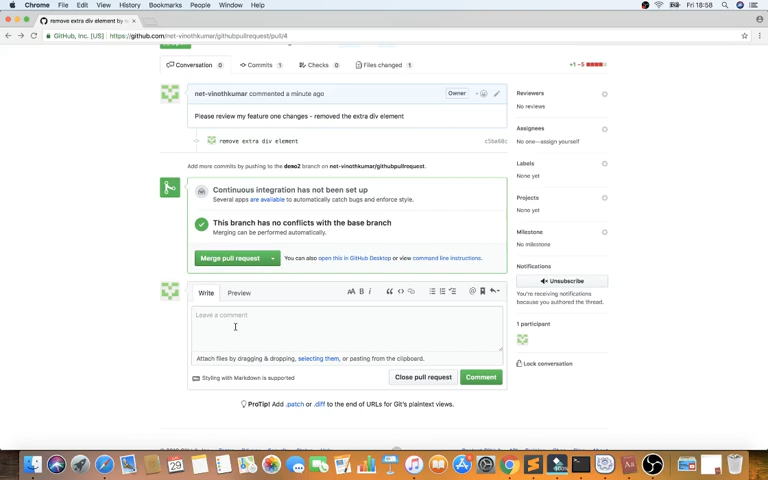 Chrome File Edit View History Bookmarks People Window Help
Fri 18:58
remove extra div element by n
GitHub, Inc. [US] https://github.com/net-vinothkumar/githubpullrequest/pull/4
Conversation 0
Commits 1
Checks 0
Files changed 1
+1 −5
net-vinothkumar commented a minute ago
Owner
Please review my feature one changes - removed the extra div element
remove extra div element
c5ba60c
Add more commits by pushing to the demo2 branch on net-vinothkumar/githubpullrequest.
Continuous integration has not been set up
Several apps are available to automatically catch bugs and enforce style.
This branch has no conflicts with the base branch
Merging can be performed automatically.
Merge pull request
You can also open this in GitHub Desktop or view command line instructions.
Write
Preview
Leave a comment
Attach files by dragging & dropping, selecting them, or pasting from the clipboard.
Styling with Markdown is supported
Close pull request
Comment
ProTip! Add .patch or .diff to the end of URLs for Git's plaintext views.
Reviewers
No reviews
Assignees
No one—assign yourself
Labels
None yet
Projects
None yet
Milestone
No milestone
Notifications
Unsubscribe
You're receiving notifications
because you authored the thread.
1 participant
Lock conversation